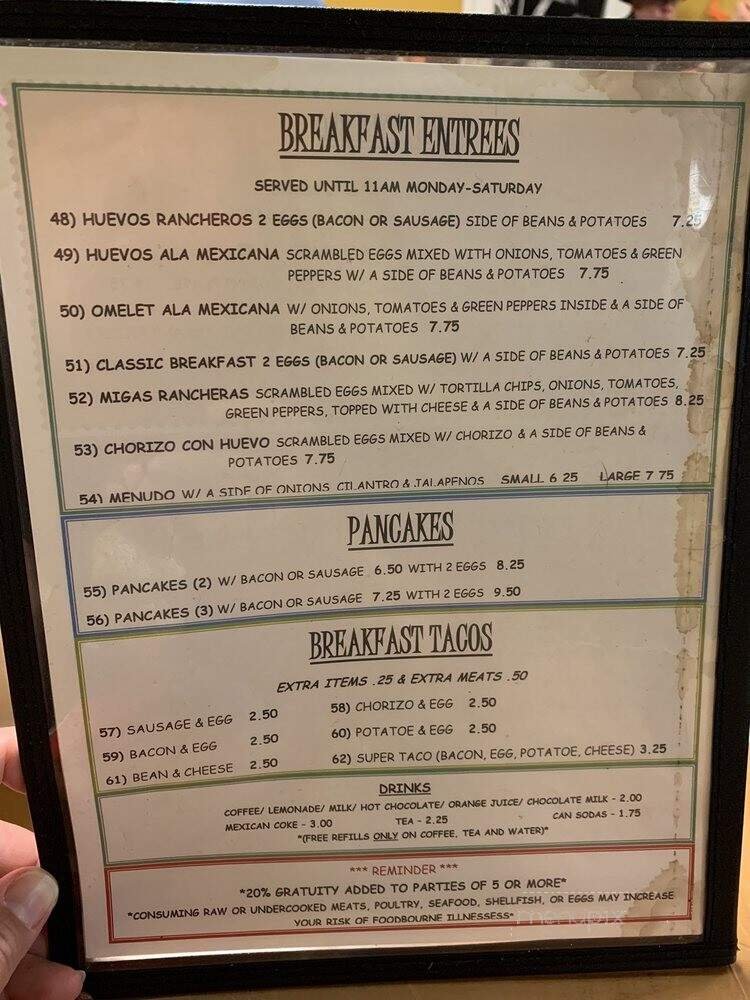 BREAKFAST ENTREES
SERVED UNTIL 11AM MONDAY-SATURDAY
48) HUEVOS RANCHEROS 2 EGGS (BACON OR SAUSAGE) SIDE OF BEANS & POTATOES 7.25
49) HUEVOS ALA MEXICANA SCRAMBLED EGGS MIXED WITH ONIONS, TOMATOES & GREEN
PEPPERS W/ A SIDE OF BEANS & POTATOES 7.75
50) OMELET ALA MEXICANA W/ ONIONS, TOMATOES & GREEN PEPPERS INSIDE & A SIDE OF
BEANS & POTATOES 7.75
51) CLASSIC BREAKFAST 2 EGGS (BACON OR SAUSAGE) W/ A SIDE OF BEANS & POTATOES 7.25
52) MIGAS RANCHERAS SCRAMBLED EGGS MIXED W/ TORTILLA CHIPS, ONIONS, TOMATOES,
GREEN PEPPERS, TOPPED WITH CHEESE & A SIDE OF BEANS & POTATOES 8.25
53) CHORIZO CON HUEVO SCRAMBLED EGGS MIXED W/ CHORIZO & A SIDE OF BEANS &
POTATOES 7.75
54) MENUDO W/ A SIDE OF ONIONS, CILANTRO & JALAPENOS SMALL 6.25 LARGE 7.75
PANCAKES
55) PANCAKES (2) W/ BACON OR SAUSAGE 6.50 WITH 2 EGGS 8.25
56) PANCAKES (3) W/ BACON OR SAUSAGE 7.25 WITH 2 EGGS 9.50
BREAKFAST TACOS
EXTRA ITEMS .25 & EXTRA MEATS .50
57) SAUSAGE & EGG 2.50 58) CHORIZO & EGG 2.50
59) BACON & EGG 2.50 60) POTATOE & EGG 2.50
61) BEAN & CHEESE 2.50 62) SUPER TACO (BACON, EGG, POTATOE, CHEESE) 3.25
DRINKS
COFFEE/ LEMONADE/ MILK/ HOT CHOCOLATE/ ORANGE JUICE/ CHOCOLATE MILK - 2.00
MEXICAN COKE - 3.00 TEA - 2.25 CAN SODAS - 1.75
*(FREE REFILLS ONLY ON COFFEE, TEA AND WATER)*
*** REMINDER ***
*20% GRATUITY ADDED TO PARTIES OF 5 OR MORE*
*CONSUMING RAW OR UNDERCOOKED MEATS, POULTRY, SEAFOOD, SHELLFISH, OR EGGS MAY INCREASE
YOUR RISK OF FOODBOURNE ILLNESSESS*
menupix